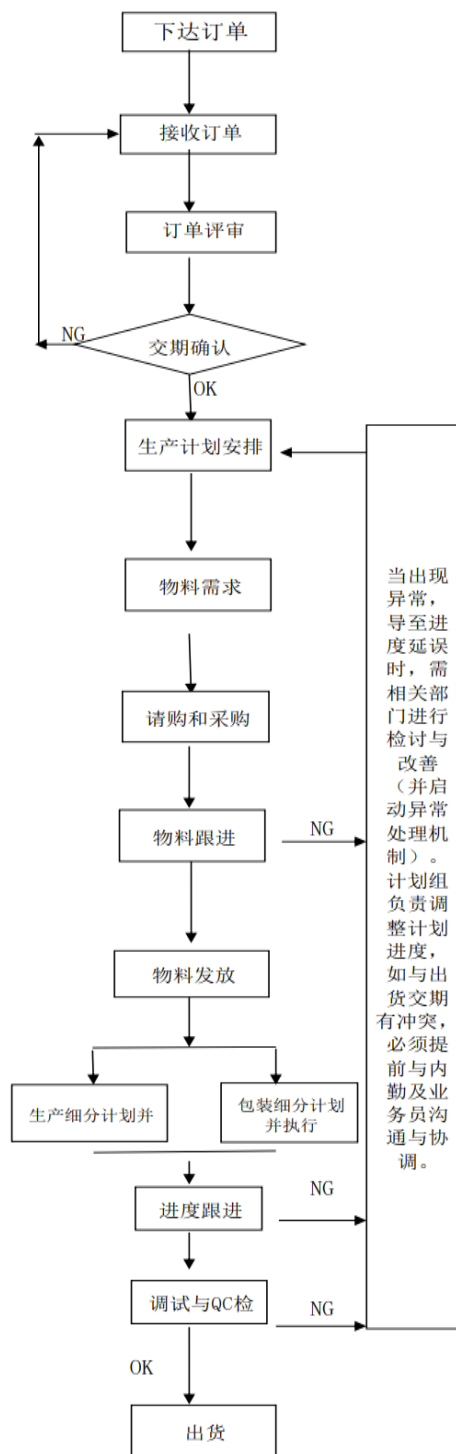 下达订单
接收订单
订单评审
NG
交期确认
OK
生产计划安排
物料需求
请购和采购
物料跟进
NG
物料发放
生产细分计划并
包装细分计划
并执行
进度跟进
NG
调试与QC检
NG
OK
出货
当出现
异常，
导至进
度延误
时，需
相关部
门进行
检讨与
改善
（并启
动异常
处理机
制）。
计划组
负责调
整计划
进度，
如与出
货交期
有冲突，
必须提
前与内
勤及业
务员沟
通与协
调。